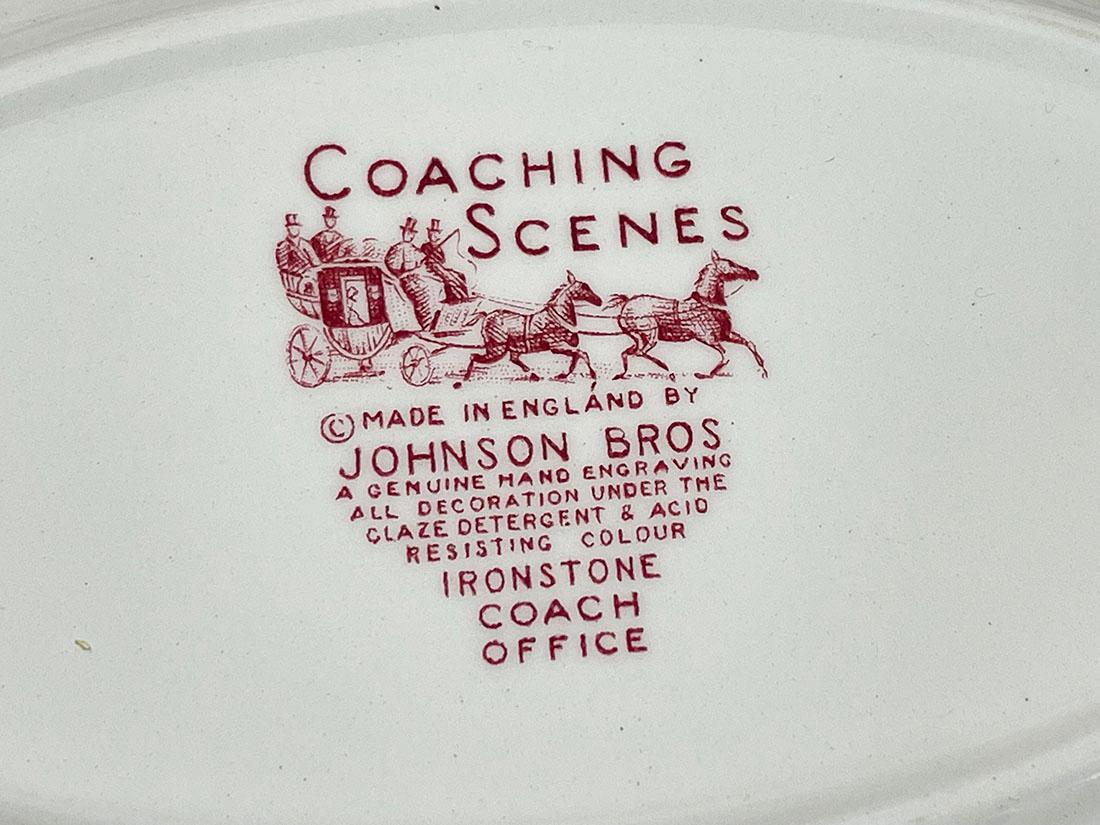 COACHING
SCENES
© MADE IN ENGLAND BY
JOHNSON BROS
A GENUINE HAND ENGRAVING
ALL DECORATION UNDER THE
GLAZE DETERGENT & ACID
RESISTING COLOUR
IRONSTONE
COACH
OFFICE